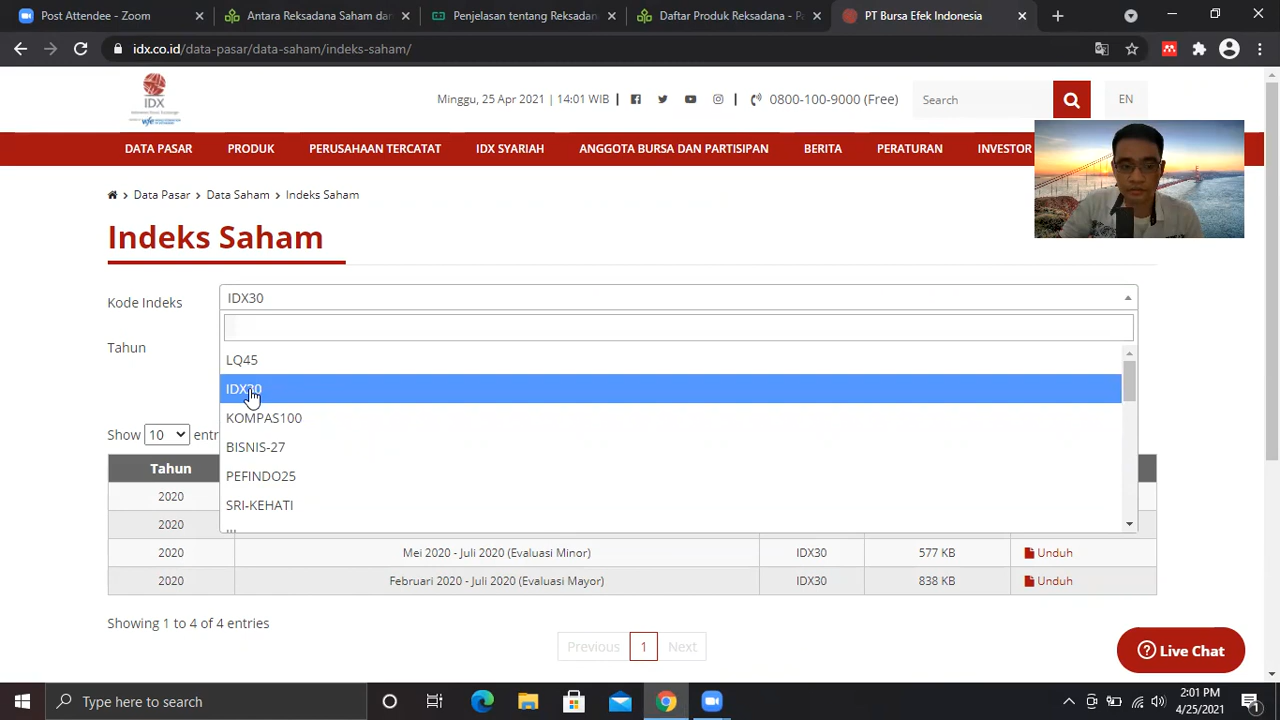 Post Attendee - Zoom
Antara Reksadana Saham dan
Penjelasan tentang Reksadan
Daftar Produk Reksadana - Pa
PT Bursa Efek Indonesia
idx.co.id/data-pasar/data-saham/indeks-saham/
IDX
Minggu, 25 Apr 2021 | 14:01 WIB |
| 0800-100-9000 (Free)
Search
EN
DATA PASAR
PRODUK
PERUSAHAAN TERCATAT
IDX SYARIAH
ANGGOTA BURSA DAN PARTISIPAN
BERITA
PERATURAN
INVESTOR
> Data Pasar > Data Saham > Indeks Saham
Indeks Saham
Kode Indeks
IDX30
Tahun
LQ45
IDX30
KOMPAS100
BISNIS-27
PEFINDO25
SRI-KEHATI
Show 10 entr
Tahun
2020
2020
2020 Mei 2020 - Juli 2020 (Evaluasi Minor) IDX30 577 KB Unduh
2020 Februari 2020 - Juli 2020 (Evaluasi Mayor) IDX30 838 KB Unduh
Showing 1 to 4 of 4 entries
Previous 1 Next
Live Chat
Type here to search
2:01 PM
4/25/2021
1